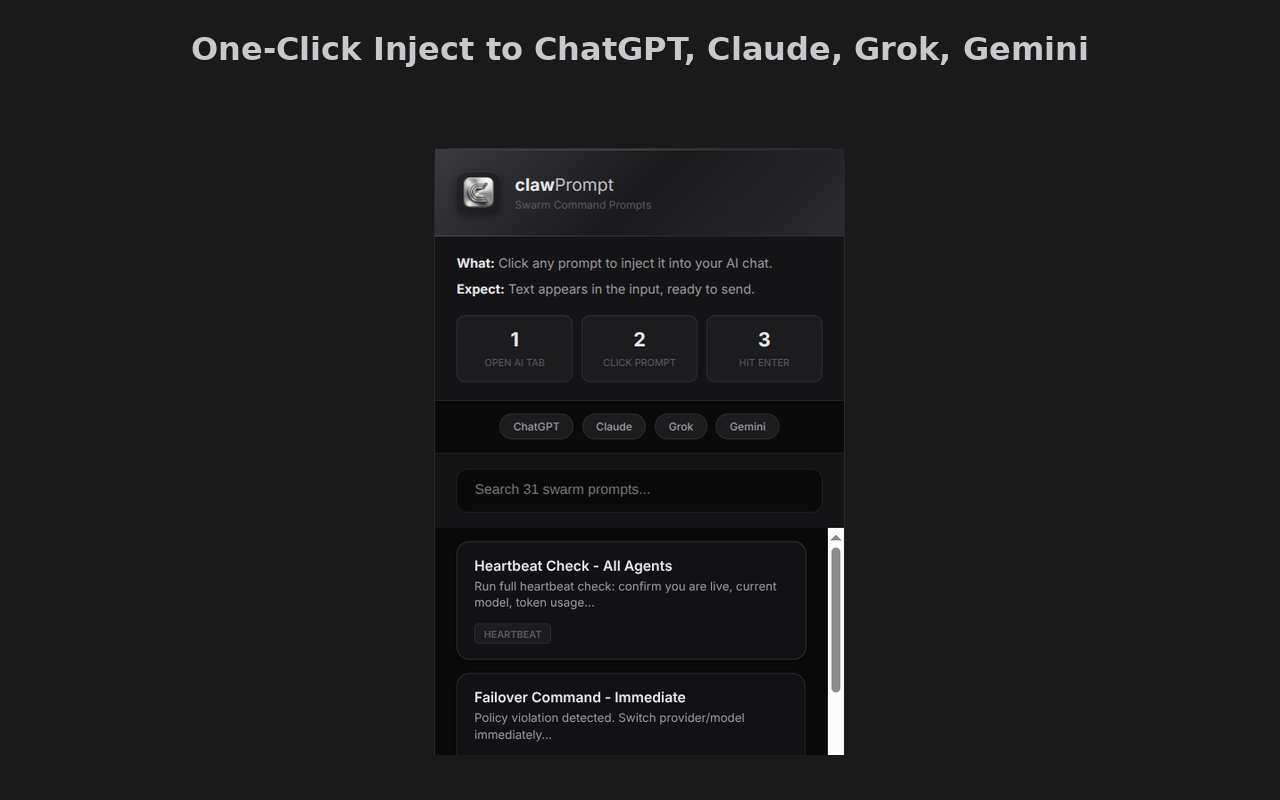 One-Click Inject to ChatGPT, Claude, Grok, Gemini
clawPrompt
Swarm Command Prompts
What: Click any prompt to inject it into your AI chat.
Expect: Text appears in the input, ready to send.
1
OPEN AI TAB
2
CLICK PROMPT
3
HIT ENTER
ChatGPT
Claude
Grok
Gemini
Search 31 swarm prompts...
Heartbeat Check - All Agents
Run full heartbeat check: confirm you are live, current
model, token usage...
HEARTBEAT
Failover Command - Immediate
Policy violation detected. Switch provider/model
immediately...